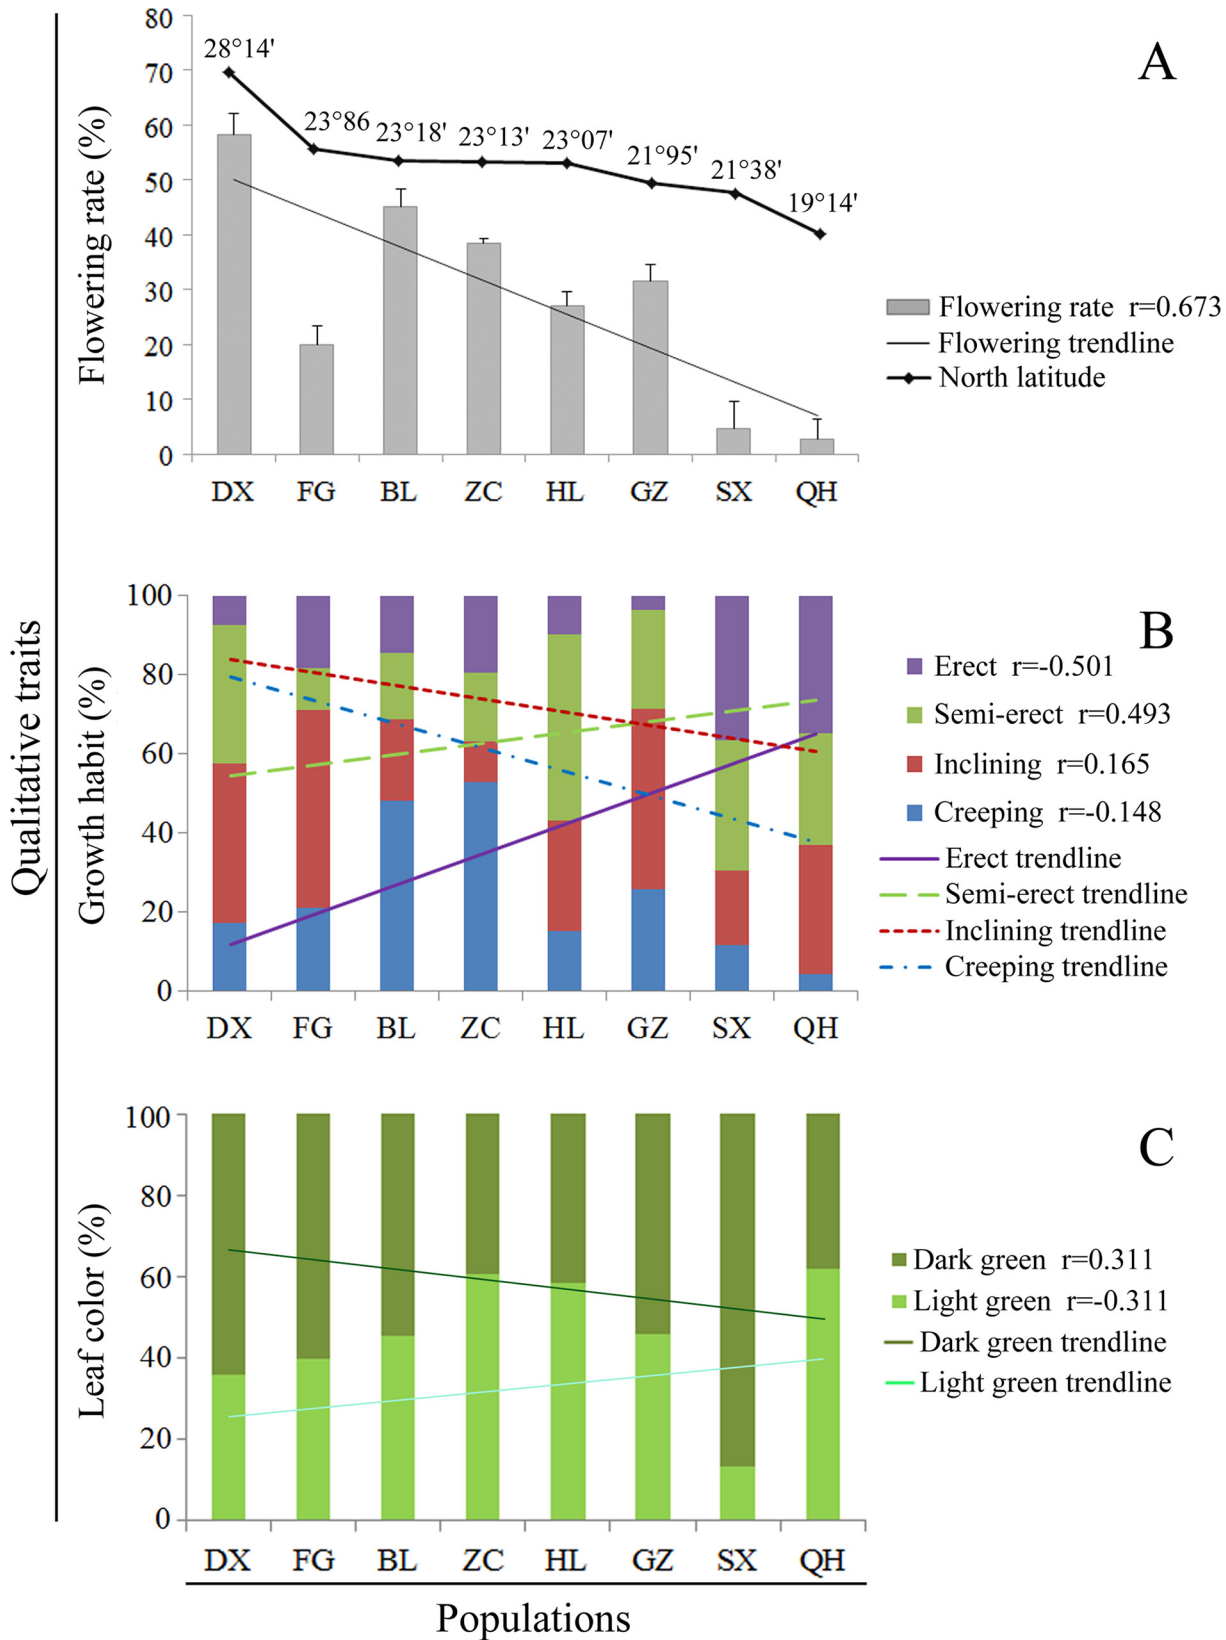 Qualitative traits
A
Flowering rate (%)
80
70
60
50
40
30
20
10
0
28°14'
23°86
23°18'
23°13'
23°07'
21°95'
21°38'
19°14'
Flowering rate r=0.673
Flowering trendline
North latitude
DX FG BL ZC HL GZ SX QH
B
Growth habit (%)
100
80
60
40
20
0
Erect r=-0.501
Semi-erect r=0.493
Inclining r=0.165
Creeping r=-0.148
Erect trendline
Semi-erect trendline
Inclining trendline
Creeping trendline
DX FG BL ZC HL GZ SX QH
C
Leaf color (%)
100
80
60
40
20
0
Dark green r=0.311
Light green r=-0.311
Dark green trendline
Light green trendline
DX FG BL ZC HL GZ SX QH
Populations